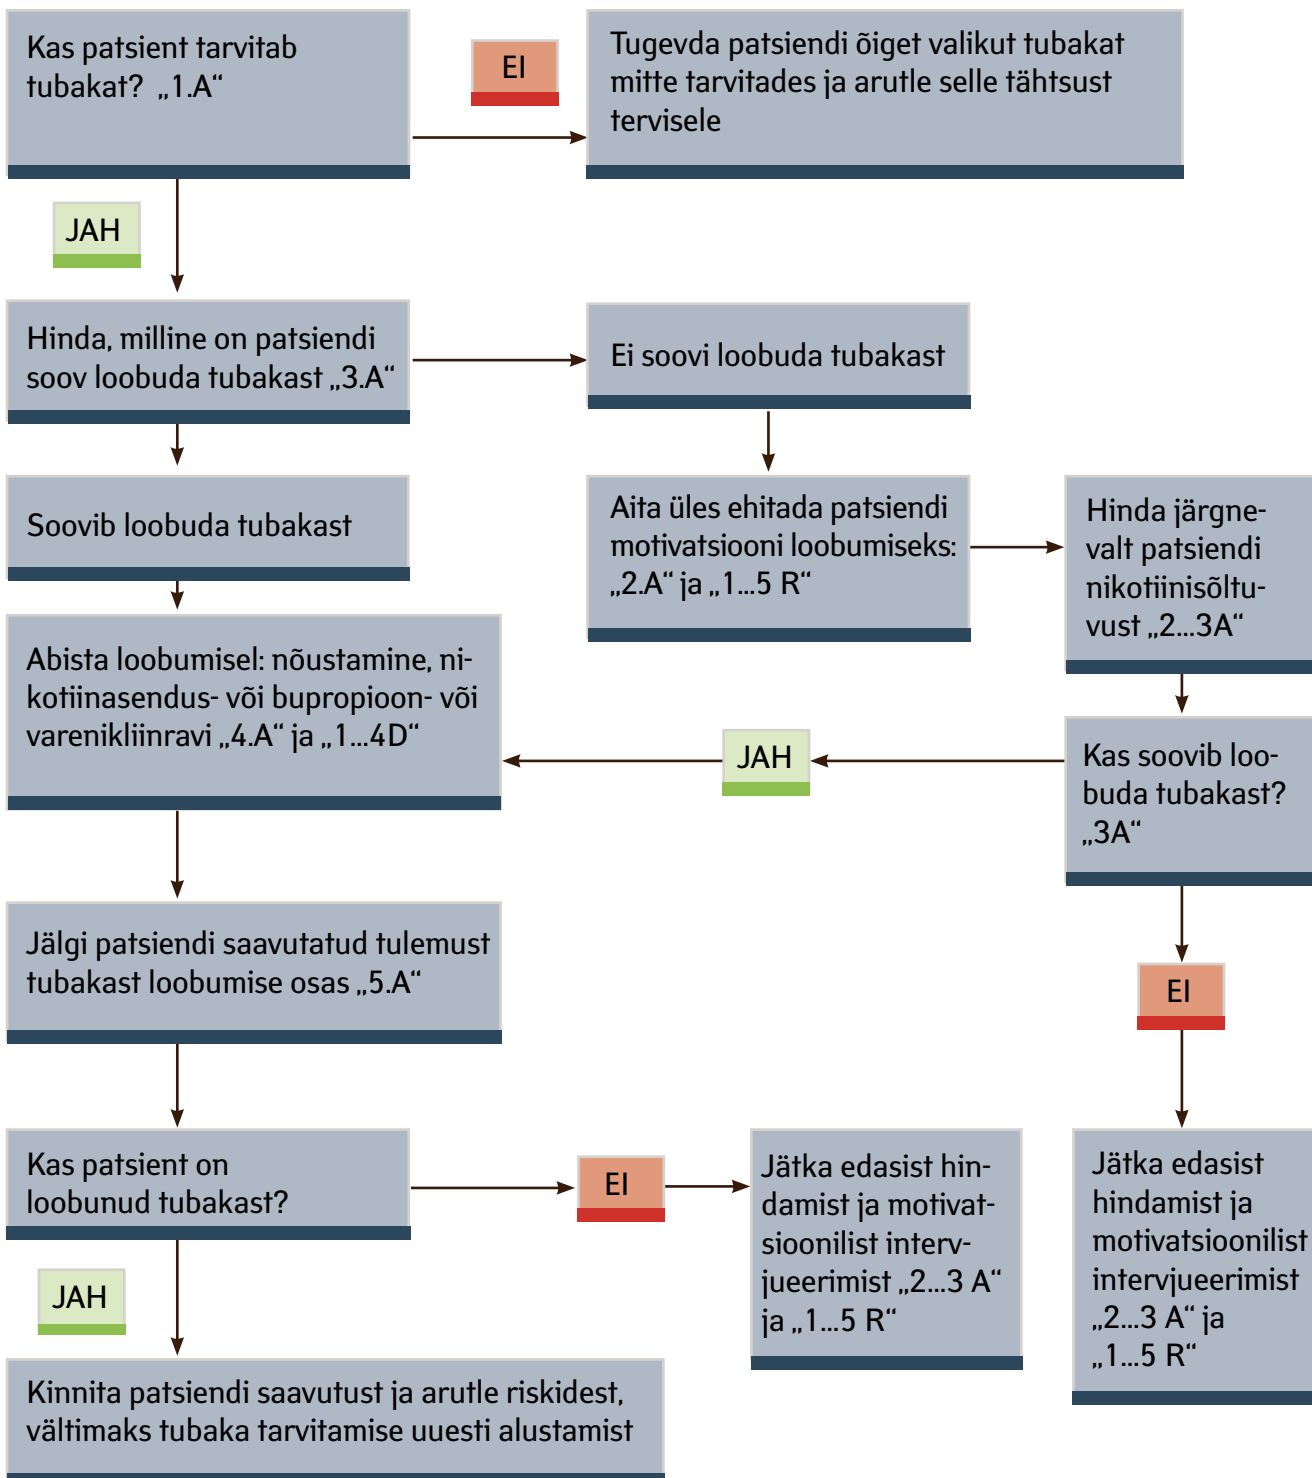 Kas patsient tarvitab
tubakat? „1.A“
EI
Tugevda patsiendi õiget valikut tubakat
mitte tarvitades ja arutle selle tähtsust
tervisele
JAH
Hinda, milline on patsiendi
soov loobuda tubakast „3.A“
Ei soovi loobuda tubakast
Soovib loobuda tubakast
Aita üles ehitada patsiendi
motivatsiooni loobumiseks:
„2.A“ ja „1...5 R“
Hinda järgne-
valt patsiendi
nikotiinisõltu-
vust „2...3A“
Abista loobumisel: nõustamine, ni-
kotiinasendus- või bupropioon- või
varenikliinravi „4.A“ ja „1...4D“
JAH
Kas soovib loo-
buda tubakast?
„3A“
Jälgi patsiendi saavutatud tulemust
tubakast loobumise osas „5.A“
EI
Kas patsient on
loobunud tubakast?
EI
Jätka edasist hin-
damist ja motivat-
sioonilist interv-
jueerimist „2...3 A“
ja „1...5 R“
Jätka edasist
hindamist ja
motivatsioonilist
intervjueerimist
„2...3 A“ ja
„1...5 R“
JAH
Kinnita patsiendi saavutust ja arutle riskidest,
vältimaks tubaka tarvitamise uuesti alustamist